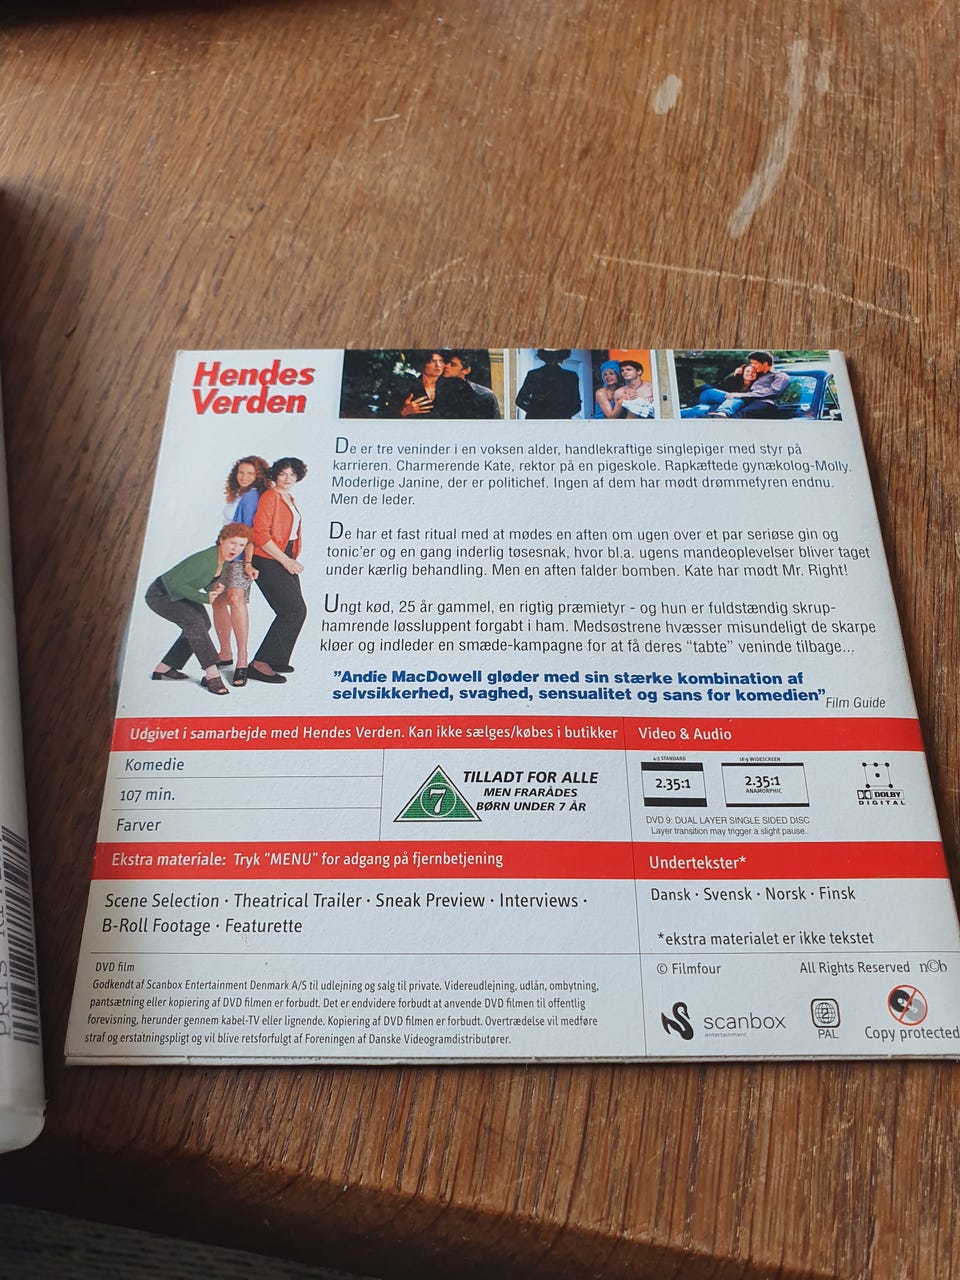 Hendes
Verden
De er tre veninder i en voksen alder, handlekraftige singlepiger med styr på
karrieren. Charmerende Kate, rektor på en pigeskole. Rapkæftede gynækolog-Molly.
Moderlige Janine, der er politichef. Ingen af dem har mødt drømmefyren endnu.
Men de leder.
De har et fast ritual med at mødes en aften om ugen over et par seriøse gin og
tonic'er og en gang inderlig tøsesnak, hvor bl.a. ugens mandeoplevelser bliver taget
under kærlig behandling. Men en aften falder bomben. Kate har mødt Mr. Right!
Ungt kød, 25 år gammel, en rigtig præmietyr - og hun er fuldstændig skrup-
hamrende løssluppent forgabt i ham. Medsøstrene hvæsser misundeligt de skarpe
kløer og indleder en smæde-kampagne for at få deres "tabte" veninde tilbage...
"Andie MacDowell gløder med sin stærke kombination af
selvsikkerhed, svaghed, sensualitet og sans for komedien"
Film Guide
Udgivet i samarbejde med Hendes Verden. Kan ikke sælges/købes i butikker
Video & Audio
Komedie
107 min.
Farver
7
TILLADT FOR ALLE
MEN FRARÅDES
BØRN UNDER 7 ÅR
4:3 STANDARD
2.35:1
16:9 WIDESCREEN
2.35:1
ANAMORPHIC
DOLBY
DIGITAL
DVD 9: DUAL LAYER SINGLE SIDED DISC
Layer transition may trigger a slight pause.
Ekstra materiale: Tryk "MENU" for adgang på fjernbetjening
Undertekster*
Scene Selection · Theatrical Trailer · Sneak Preview · Interviews ·
B-Roll Footage · Featurette
Dansk · Svensk · Norsk · Finsk
*ekstra materialet er ikke tekstet
DVD film
Godkendt af Scanbox Entertainment Danmark A/S til udlejning og salg til private. Videreudlejning, udlån, ombytning,
pantsætning eller kopiering af DVD filmen er forbudt. Det er endvidere forbudt at anvende DVD filmen til offentlig
forevisning, herunder gennem kabel-TV eller lignende. Kopiering af DVD filmen er forbudt. Overtrædelse vil medføre
straf og erstatningspligt og vil blive retsforfulgt af Foreningen af Danske Videogramdistributører.
© Filmfour
All Rights Reserved n©b
scanbox
entertainment
2
PAL
Copy protected
PRIS